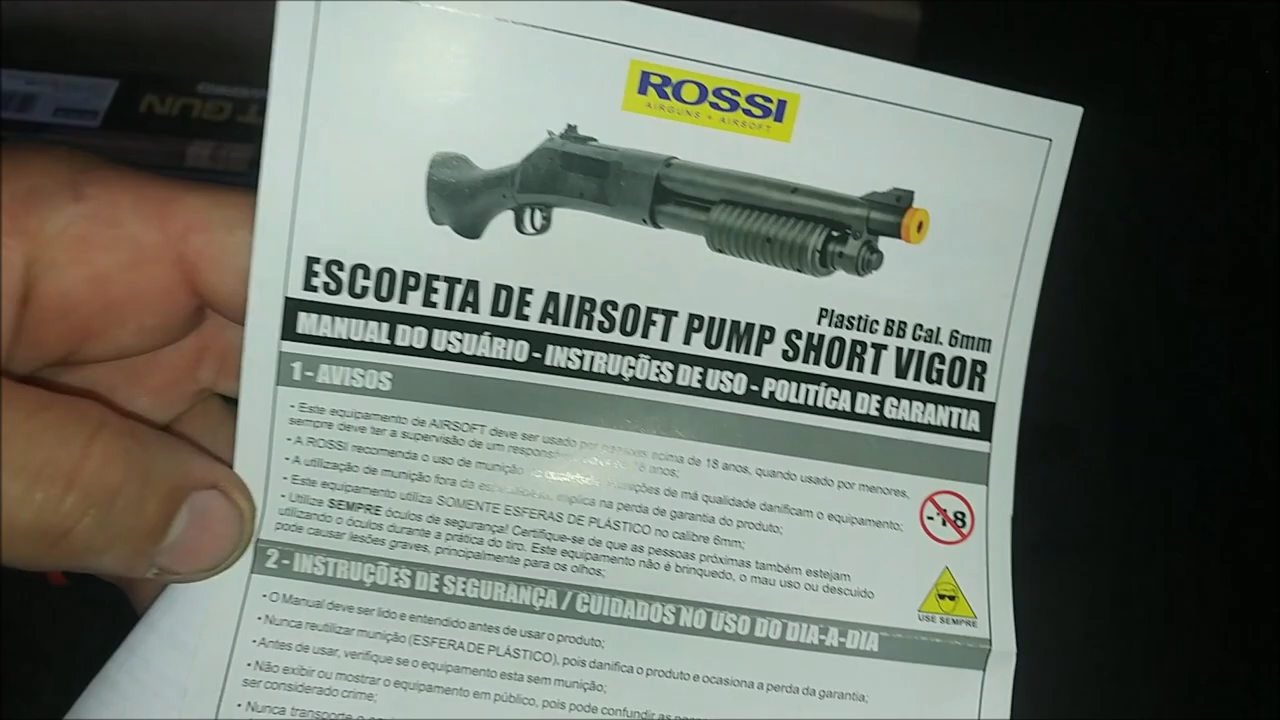 T GUN
ROSSI
AIRGUNS • AIRSOFT
Plastic BB Cal. 6mm
ESCOPETA DE AIRSOFT PUMP SHORT VIGOR
MANUAL DO USUÁRIO - INSTRUÇÕES DE USO - POLITÍCA DE GARANTIA
1 - AVISOS
• Este equipamento de AIRSOFT deve ser usado por acima de 18 anos, quando usado por menores,
sempre deve ter a supervisão de um anos;
• A ROSSI recomenda o uso de munição munições de má qualidade danificam o equipamento;
• A utilização de munição fora da implica na perda de garantia do produto;
• Este equipamento utiliza SOMENTE ESFERAS DE PLÁSTICO no calibre 6mm;
• Utilize SEMPRE óculos de segurança! Certifique-se de que as pessoas próximas também estejam
utilizando o óculos durante a prática do tiro. Este equipamento não é brinquedo, o mau uso ou descuido
pode causar lesões graves, principalmente para os olhos;
-18
USE SEMPRE
2 - INSTRUÇÕES DE SEGURANÇA / CUIDADOS NO USO DO DIA-A-DIA
• O Manual deve ser lido e entendido antes de usar o produto;
• Nunca reutilizar munição (ESFERA DE PLÁSTICO), pois danifica o produto e ocasiona a perda da garantia;
• Antes de usar, verifique se o equipamento esta sem munição;
• Não exibir ou mostrar o equipamento em público, pois pode confundir as
ser considerado crime;
• Nunca transporte o